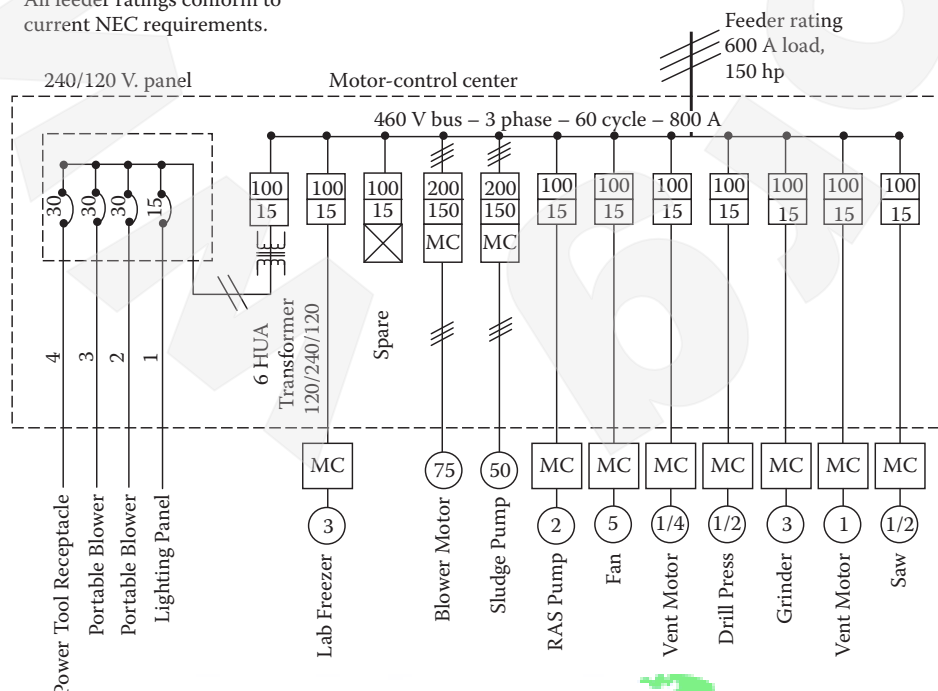 All feeder ratings conform to
current NEC requirements.
Feeder rating
600 A load,
150 hp
240/120 V. panel
Motor-control center
460 V bus – 3 phase – 60 cycle – 800 A
30
30
30
15
100
15
100
15
100
15
200
150
MC
200
150
MC
100
15
100
15
100
15
100
15
100
15
100
15
100
15
4
3
2
1
6 HUA
Transformer
120/240/120
Spare
MC
MC
MC
MC
MC
MC
MC
MC
3
75
50
2
5
1/4
1/2
3
1
1/2
Power Tool Receptacle
Portable Blower
Portable Blower
Lighting Panel
Lab Freezer
Blower Motor
Sludge Pump
RAS Pump
Fan
Vent Motor
Drill Press
Grinder
Vent Motor
Saw